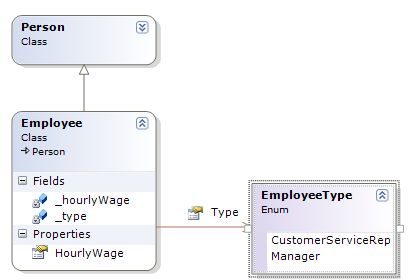 Person
Class
Employee
Class
Person
Fields
_hourlyWage
_type
Properties
HourlyWage
Type
EmployeeType
Enum
CustomerServiceRep
Manager